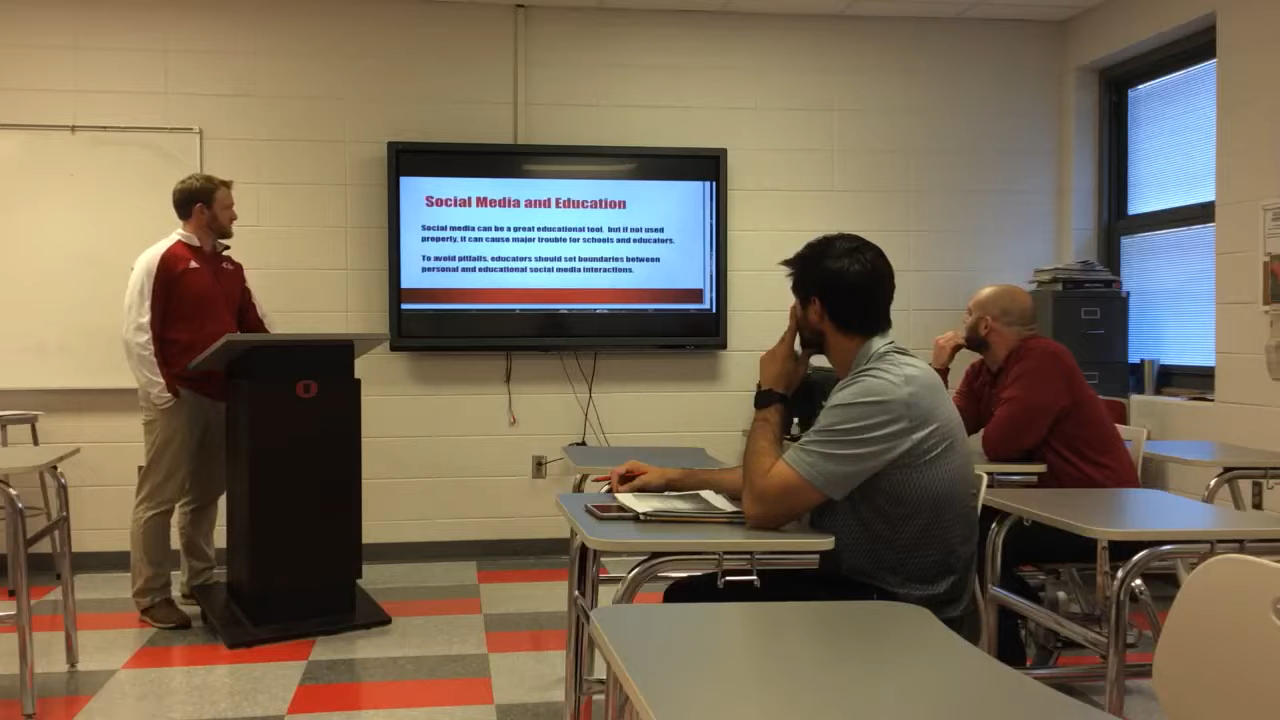 Social Media and Education
Social media can be a great educational tool, but if not used
properly, it can cause major trouble for schools and educators.
To avoid pitfalls, educators should set boundaries between
personal and educational social media interactions.
O